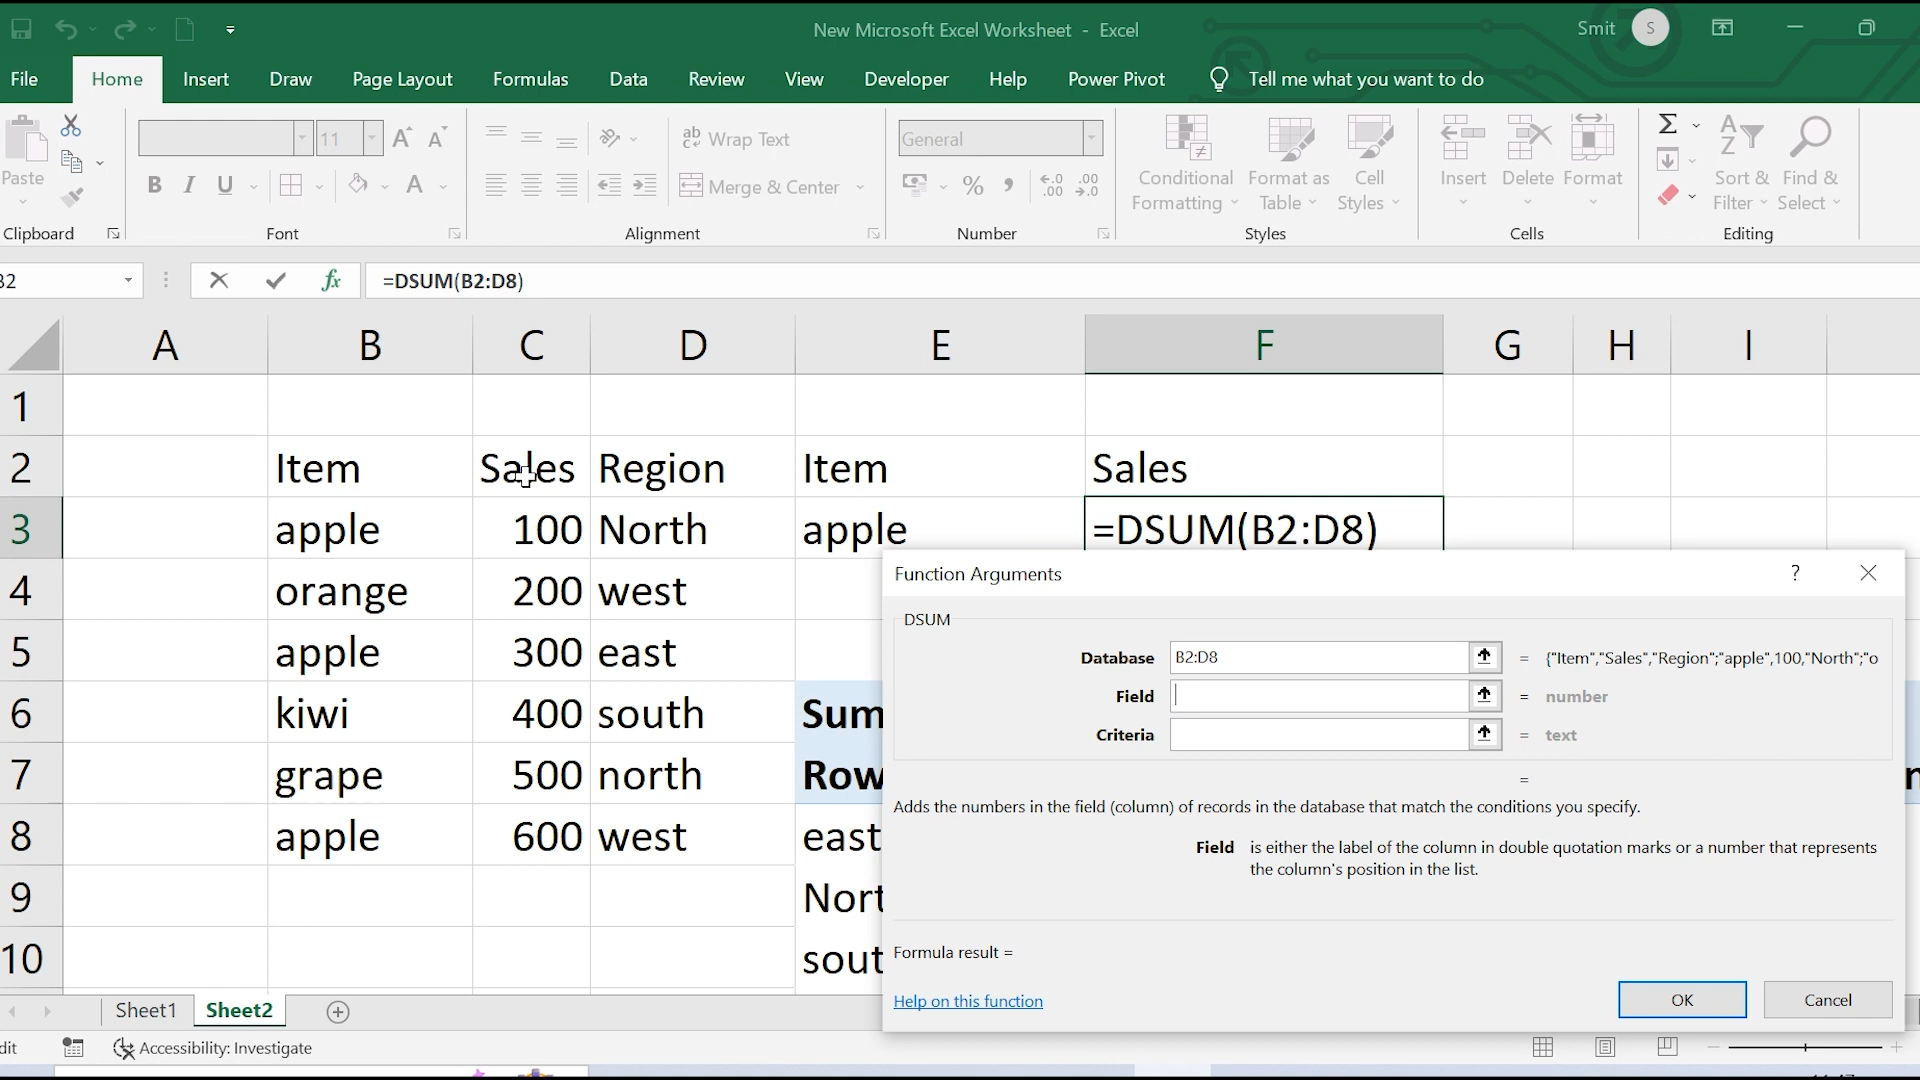 New Microsoft Excel Worksheet - Excel
Smit S
File Home Insert Draw Page Layout Formulas Data Review View Developer Help Power Pivot Tell me what you want to do
11 A A ab Wrap Text General
Paste B I U A Merge & Center % .00
Conditional Formatting
Format as Table
Cell Styles
Insert Delete Format
Sort & Filter
Find & Select
Clipboard Font Alignment Number Styles Cells Editing
fx =DSUM(B2:D8)
A B C D E F G H I
1
2 Item Sales Region Item Sales
3 apple 100 North apple =DSUM(B2:D8)
4 orange 200 west
5 apple 300 east
6 kiwi 400 south Sum
7 grape 500 north Row
8 apple 600 west east
9
10
Function Arguments ?
DSUM
Database B2:D8 = {"Item","Sales","Region";"apple",100,"North";"o
Field = number
Criteria = text
=
Adds the numbers in the field (column) of records in the database that match the conditions you specify.
Field is either the label of the column in double quotation marks or a number that represents
the column's position in the list.
Formula result =
Help on this function
OK Cancel
Sheet1 Sheet2
Accessibility: Investigate